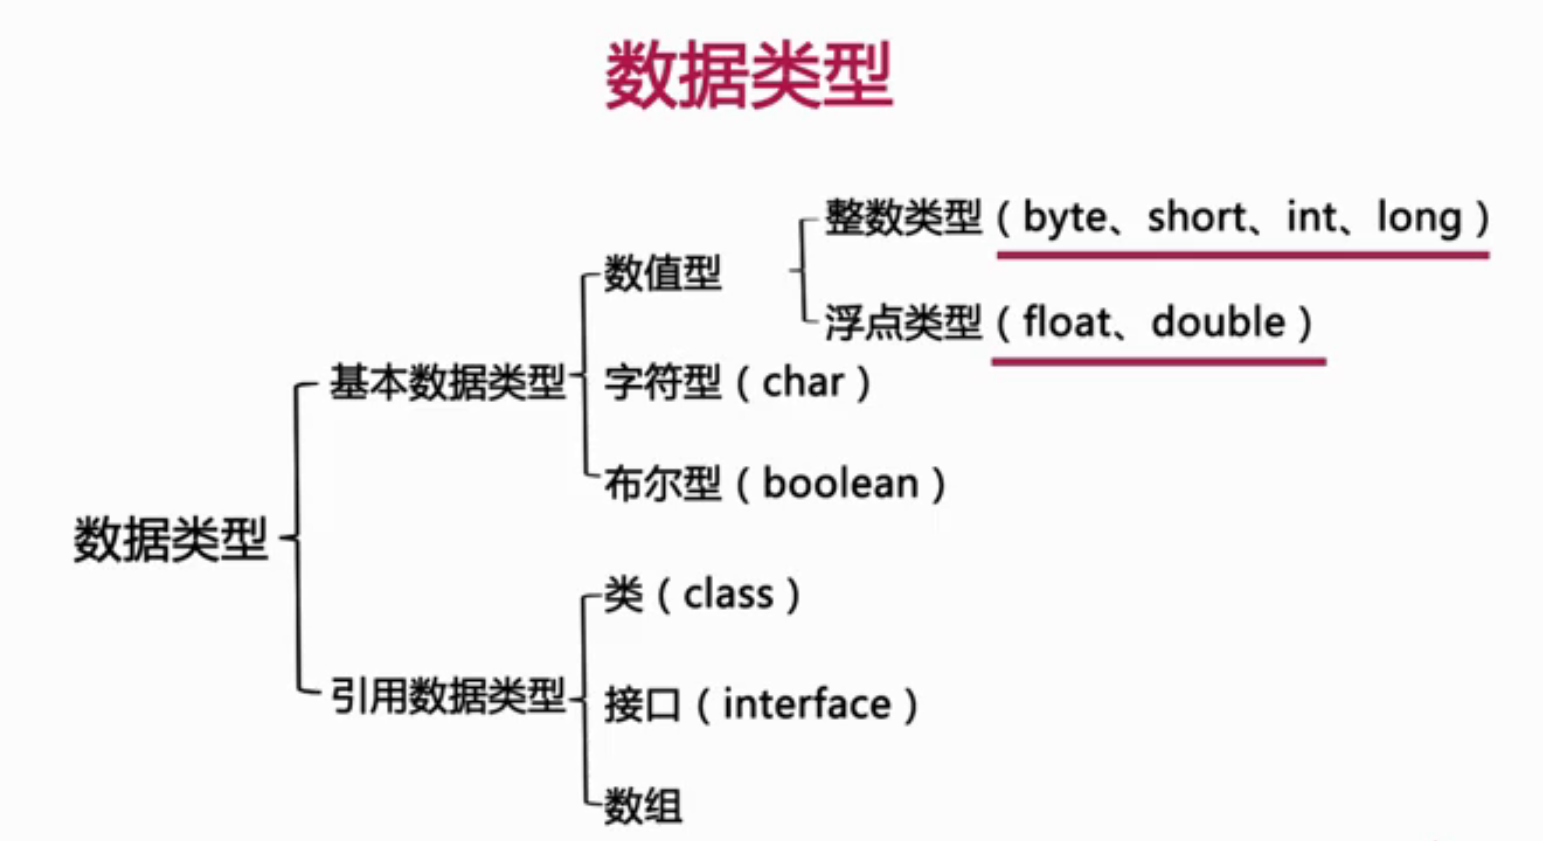 数据类型
整数类型（byte、short、int、long）
数值型
浮点类型（float、double）
基本数据类型
字符型（char）
布尔型（boolean）
数据类型
类（class）
引用数据类型
接口（interface）
数组